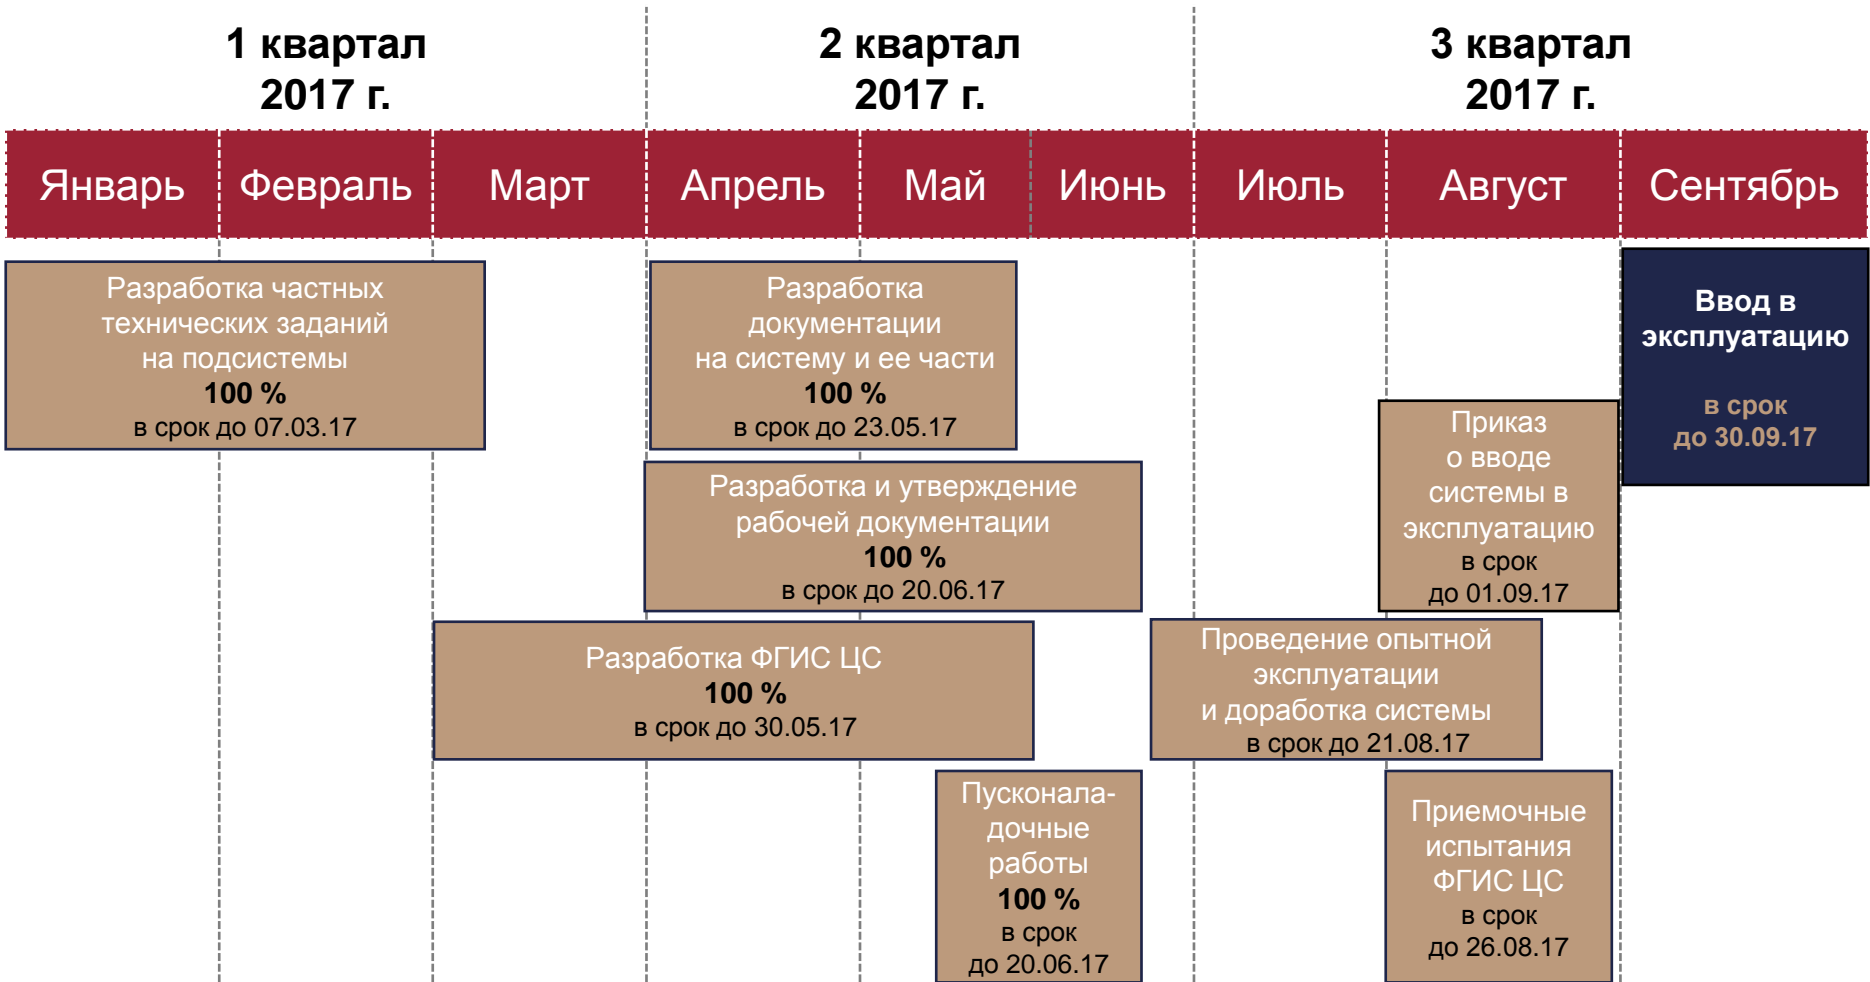 1 квартал
2017 г.
2 квартал
2017 г.
3 квартал
2017 г.
Январь
Февраль
Март
Апрель
Май
Июнь
Июль
Август
Сентябрь
Разработка частных
технических заданий
на подсистемы
100 %
в срок до 07.03.17
Разработка
документации
на систему и ее части
100 %
в срок до 23.05.17
Ввод в
эксплуатацию
в срок
до 30.09.17
Приказ
о вводе
системы в
эксплуатацию
в срок
до 01.09.17
Разработка и утверждение
рабочей документации
100 %
в срок до 20.06.17
Разработка ФГИС ЦС
100 %
в срок до 30.05.17
Проведение опытной
эксплуатации
и доработка системы
в срок до 21.08.17
Пусконала-
дочные
работы
100 %
в срок
до 20.06.17
Приемочные
испытания
ФГИС ЦС
в срок
до 26.08.17